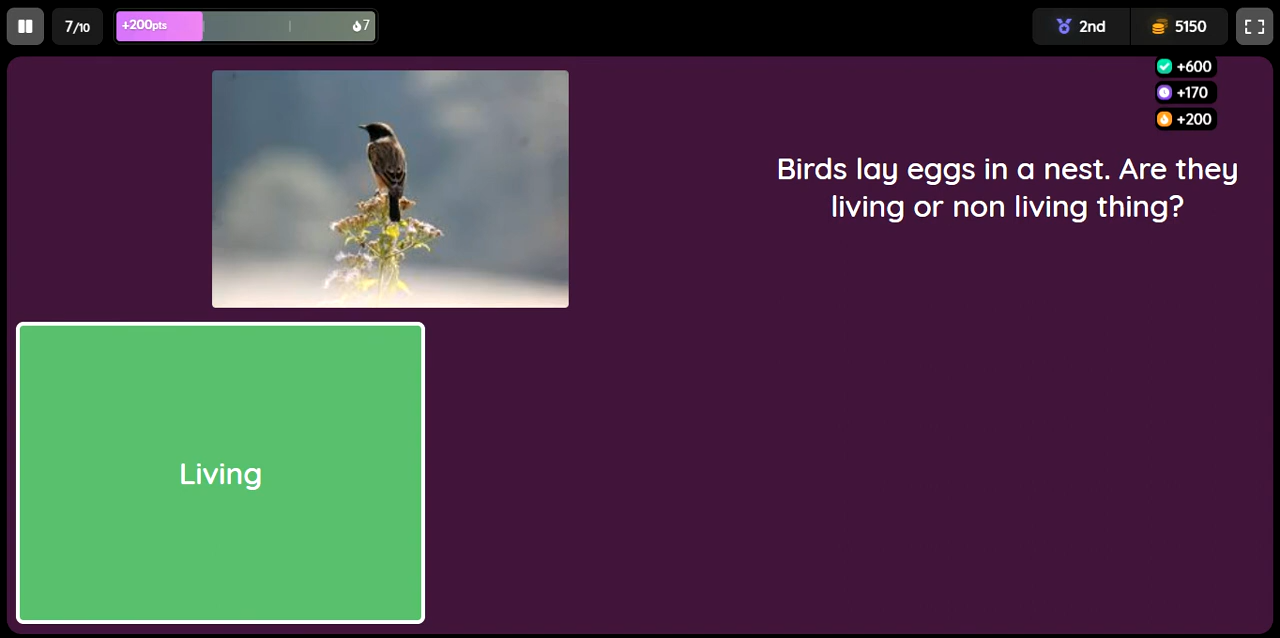 7/10
+200pts
7
2nd
5150
+600
+170
+200
Birds lay eggs in a nest. Are they
living or non living thing?
Living